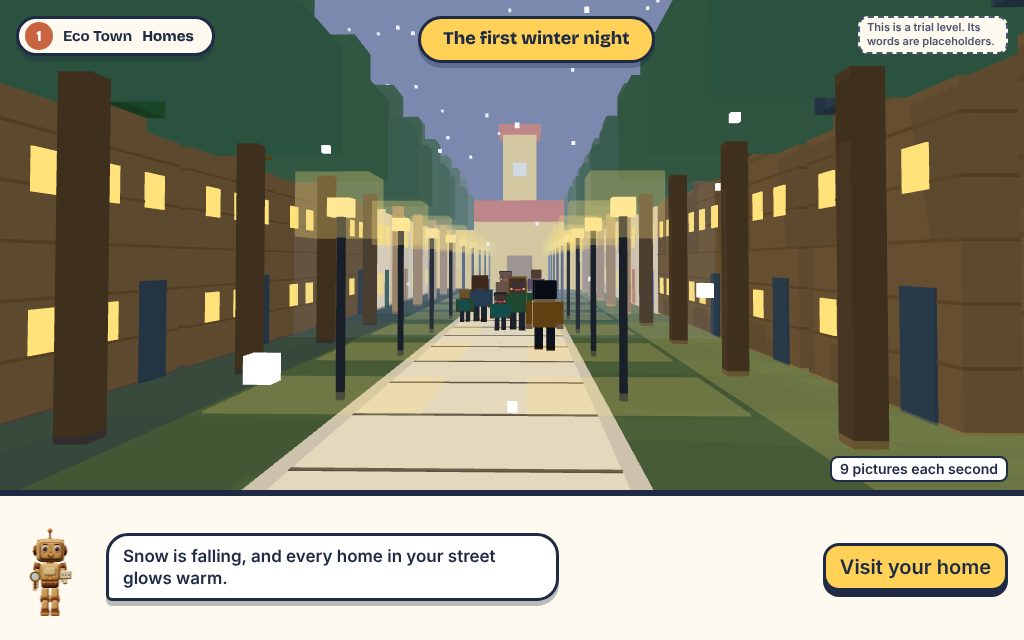 1 Eco Town Homes
The first winter night
This is a trial level. Its
words are placeholders.
9 pictures each second
Snow is falling, and every home in your street
glows warm.
Visit your home